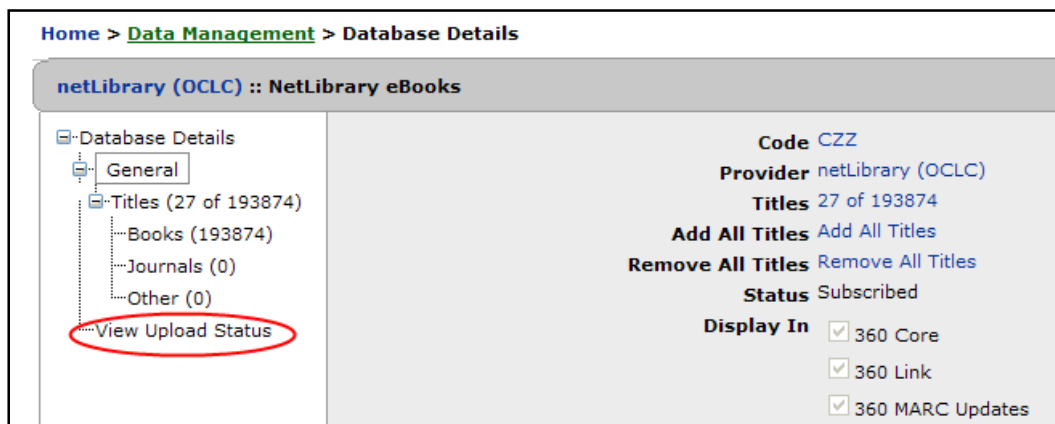 Home > Data Management > Database Details
netLibrary (OCLC) :: NetLibrary eBooks
Database Details
General
Titles (27 of 193874)
Books (193874)
Journals (0)
Other (0)
View Upload Status
Code CZZ
Provider netLibrary (OCLC)
Titles 27 of 193874
Add All Titles Add All Titles
Remove All Titles Remove All Titles
Status Subscribed
Display In 360 Core
360 Link
360 MARC Updates